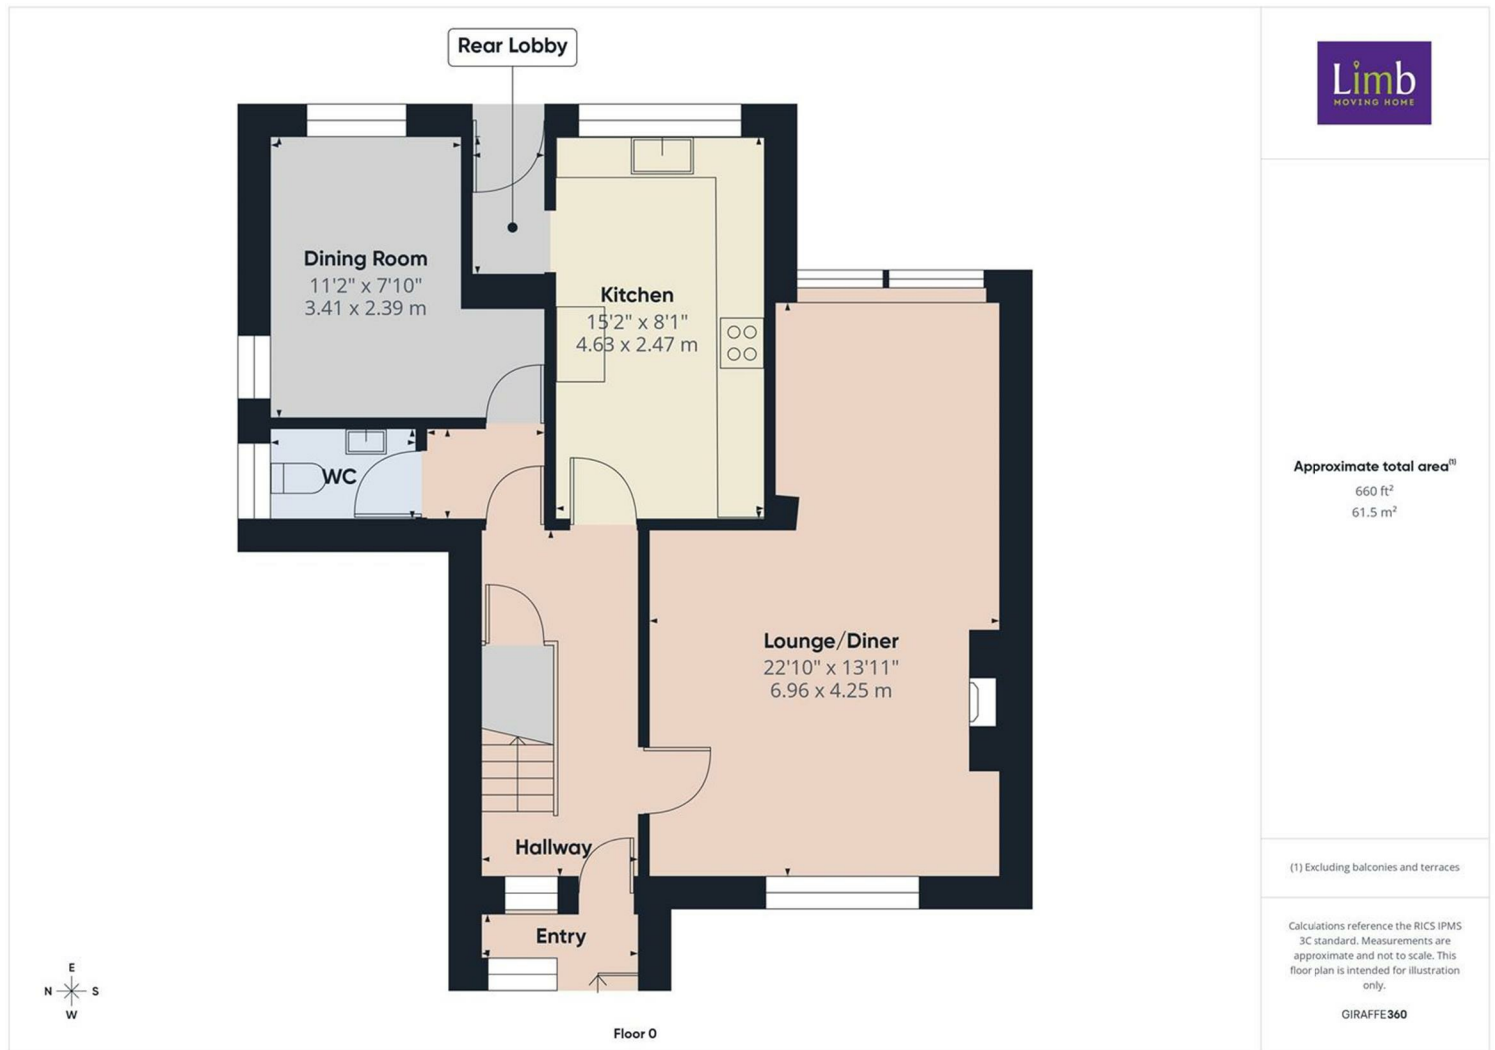 Rear Lobby
Limb
MOVING HOME
Dining Room
11'2" x 7'10"
3.41 x 2.39 m
Kitchen
15'2" x 8'1"
4.63 x 2.47 m
WC
Lounge/Diner
22'10" x 13'11"
6.96 x 4.25 m
Hallway
Entry
E
N S
W
Floor 0
Approximate total area(1)
660 ft²
61.5 m²
(1) Excluding balconies and terraces
Calculations reference the RICS IPMS
3C standard. Measurements are
approximate and not to scale. This
floor plan is intended for illustration
only.
GIRAFFE360